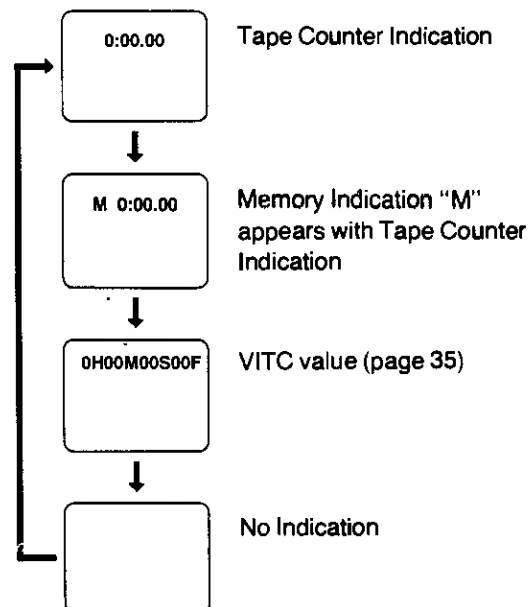 0:00.00
Tape Counter Indication
M 0:00.00
Memory Indication "M"
appears with Tape Counter
Indication
0H00M00S00F
VITC value (page 35)
No Indication